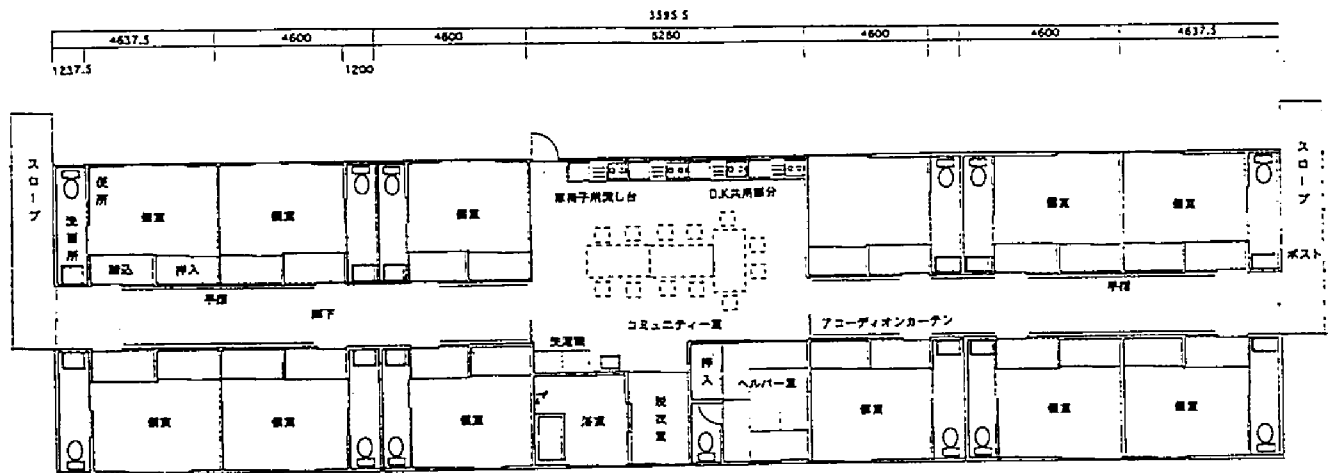 3395 5
4637.5 4600 4600 5280 4600 4600 4637.5
1237.5 1200
スロープ
便所
洗面所
個室
個室
個室
踏込
押入
車椅子用流し台
D.K共用部分
個室
個室
スロープ
ポスト
手摺
廊下
コミュニティー室
アコーディオンカーテン
手摺
洗濯機
個室
個室
個室
浴室
脱衣室
押入
ヘルパー室
個室
個室
個室